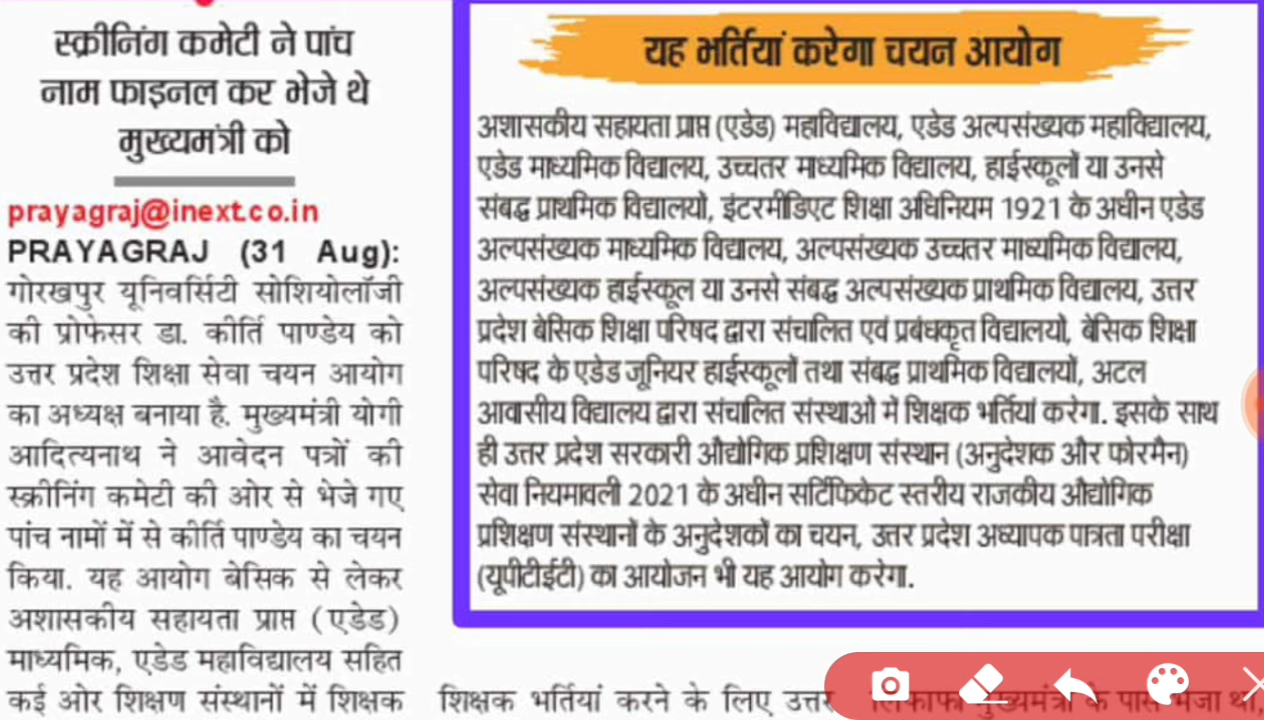 स्क्रीनिंग कमेटी ने पांच
नाम फाइनल कर भेजे थे
मुख्यमंत्री को
prayagraj@inext.co.in
PRAYAGRAJ (31 Aug):
गोरखपुर यूनिवर्सिटी सोशियोलॉजी
की प्रोफेसर डा. कीर्ति पाण्डेय को
उत्तर प्रदेश शिक्षा सेवा चयन आयोग
का अध्यक्ष बनाया है. मुख्यमंत्री योगी
आदित्यनाथ ने आवेदन पत्रों की
स्क्रीनिंग कमेटी की ओर से भेजे गए
पांच नामों में से कीर्ति पाण्डेय का चयन
किया. यह आयोग बेसिक से लेकर
अशासकीय सहायता प्राप्त (एडेड)
माध्यमिक, एडेड महाविद्यालय सहित
कई ओर शिक्षण संस्थानों में शिक्षक
यह भर्तियां करेगा चयन आयोग
अशासकीय सहायता प्राप्त (एडेड) महाविद्यालय, एडेड अल्पसंख्यक महाविद्यालय,
एडेड माध्यमिक विद्यालय, उच्चतर माध्यमिक विद्यालय, हाईस्कूलों या उनसे
संबद्ध प्राथमिक विद्यालयों, इंटरमीडिएट शिक्षा अधिनियम 1921 के अधीन एडेड
अल्पसंख्यक माध्यमिक विद्यालय, अल्पसंख्यक उच्चतर माध्यमिक विद्यालय,
अल्पसंख्यक हाईस्कूल या उनसे संबद्ध अल्पसंख्यक प्राथमिक विद्यालय, उत्तर
प्रदेश बेसिक शिक्षा परिषद द्वारा संचालित एवं प्रबंधकृत विद्यालयों, बेसिक शिक्षा
परिषद के एडेड जूनियर हाईस्कूलों तथा संबद्ध प्राथमिक विद्यालयों, अटल
आवासीय विद्यालय द्वारा संचालित संस्थाओं में शिक्षक भर्तियां करेगा. इसके साथ
ही उत्तर प्रदेश सरकारी औद्योगिक प्रशिक्षण संस्थान (अनुदेशक और फोरमैन)
सेवा नियमावली 2021 के अधीन सर्टिफिकेट स्तरीय राजकीय औद्योगिक
प्रशिक्षण संस्थानों के अनुदेशकों का चयन, उत्तर प्रदेश अध्यापक पात्रता परीक्षा
(यूपीटीईटी) का आयोजन भी यह आयोग करेगा.
शिक्षक भर्तियां करने के लिए उत्तर
लिफाफा मुख्यमंत्री के पास भेजा था,